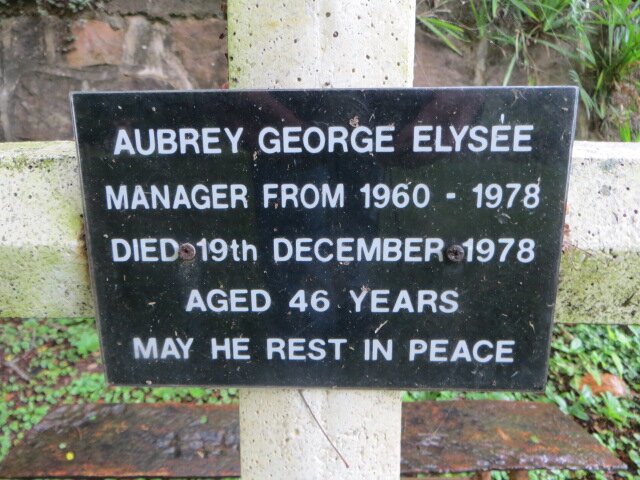 AUBREY GEORGE ELYSÉE
MANAGER FROM 1960 - 1978
DIED 19th DECEMBER 1978
AGED 46 YEARS
MAY HE REST IN PEACE